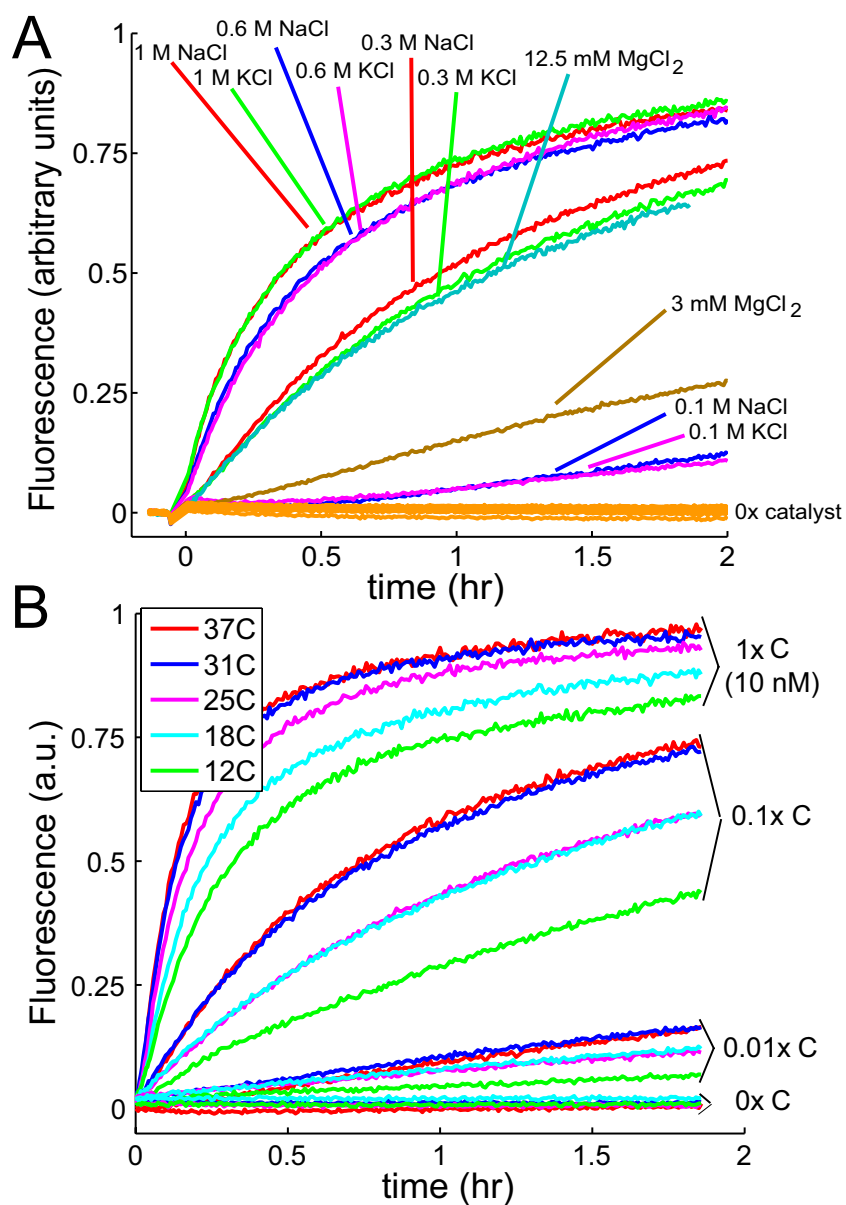 A
1
0.6 M NaCl
1 M NaCl
0.3 M NaCl
1 M KCl
0.6 M KCl
0.3 M KCl
12.5 mM MgCl2
0.75
0.5
0.25
0
Fluorescence (arbitrary units)
3 mM MgCl2
0.1 M NaCl
0.1 M KCl
0x catalyst
0 0.5 1 1.5 2
time (hr)
B
1
0.75
0.5
0.25
0
Fluorescence (a.u.)
37C
31C
25C
18C
12C
1x C
(10 nM)
0.1x C
0.01x C
0x C
0 0.5 1 1.5 2
time (hr)